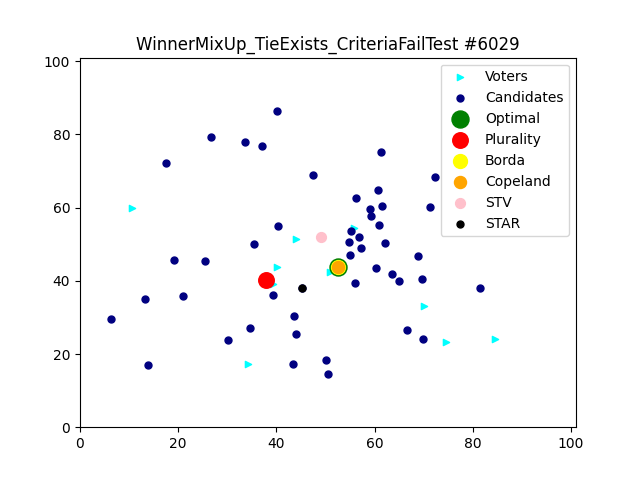 WinnerMixUp_TieExists_CriteriaFailTest #6029
Voters
Candidates
Optimal
Plurality
Borda
Copeland
STV
STAR
100
80
60
40
20
0
0 20 40 60 80 100